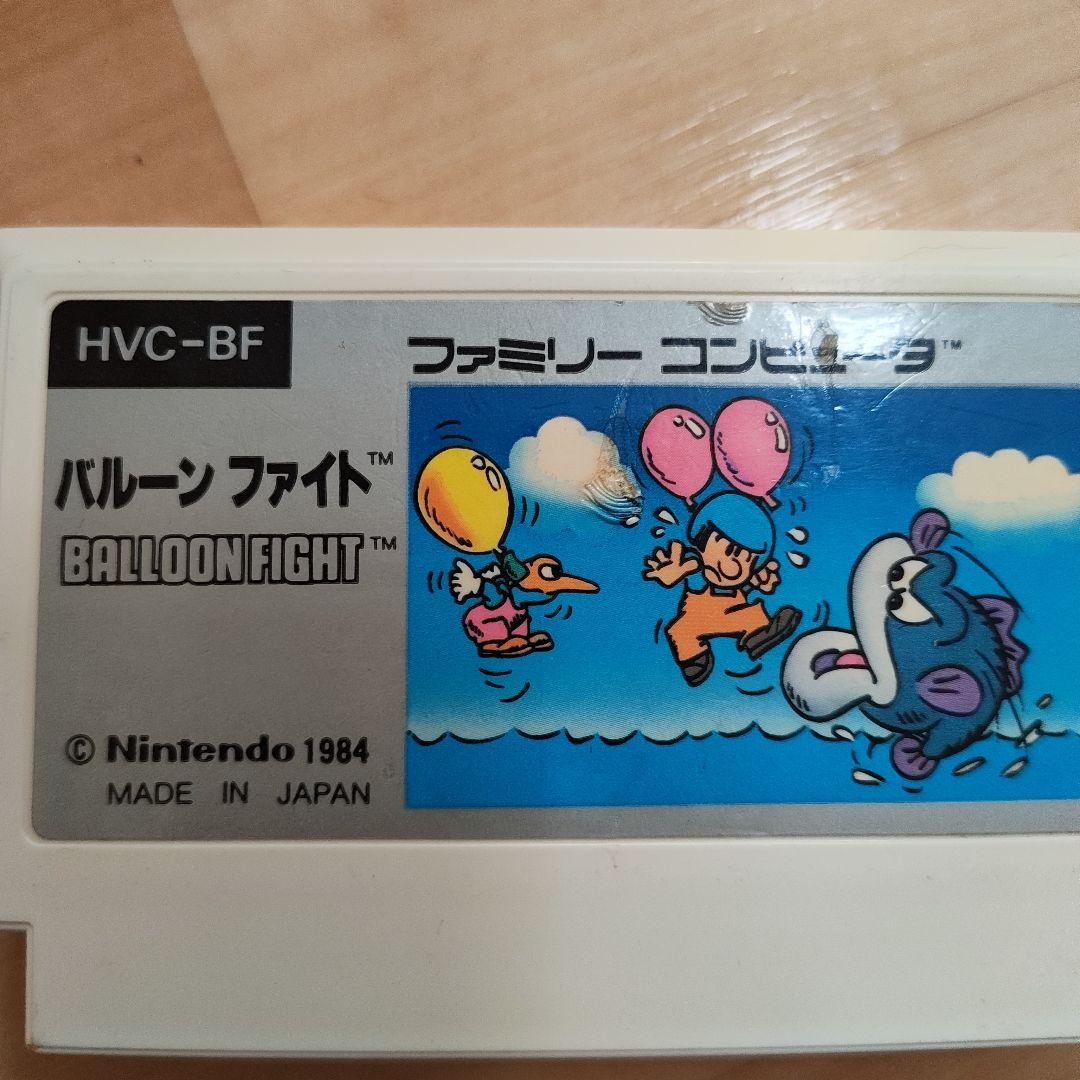 HVC-BF
ファミリー コンピュータ™
バルーン ファイト™
BALLOON FIGHT™
© Nintendo 1984
MADE IN JAPAN